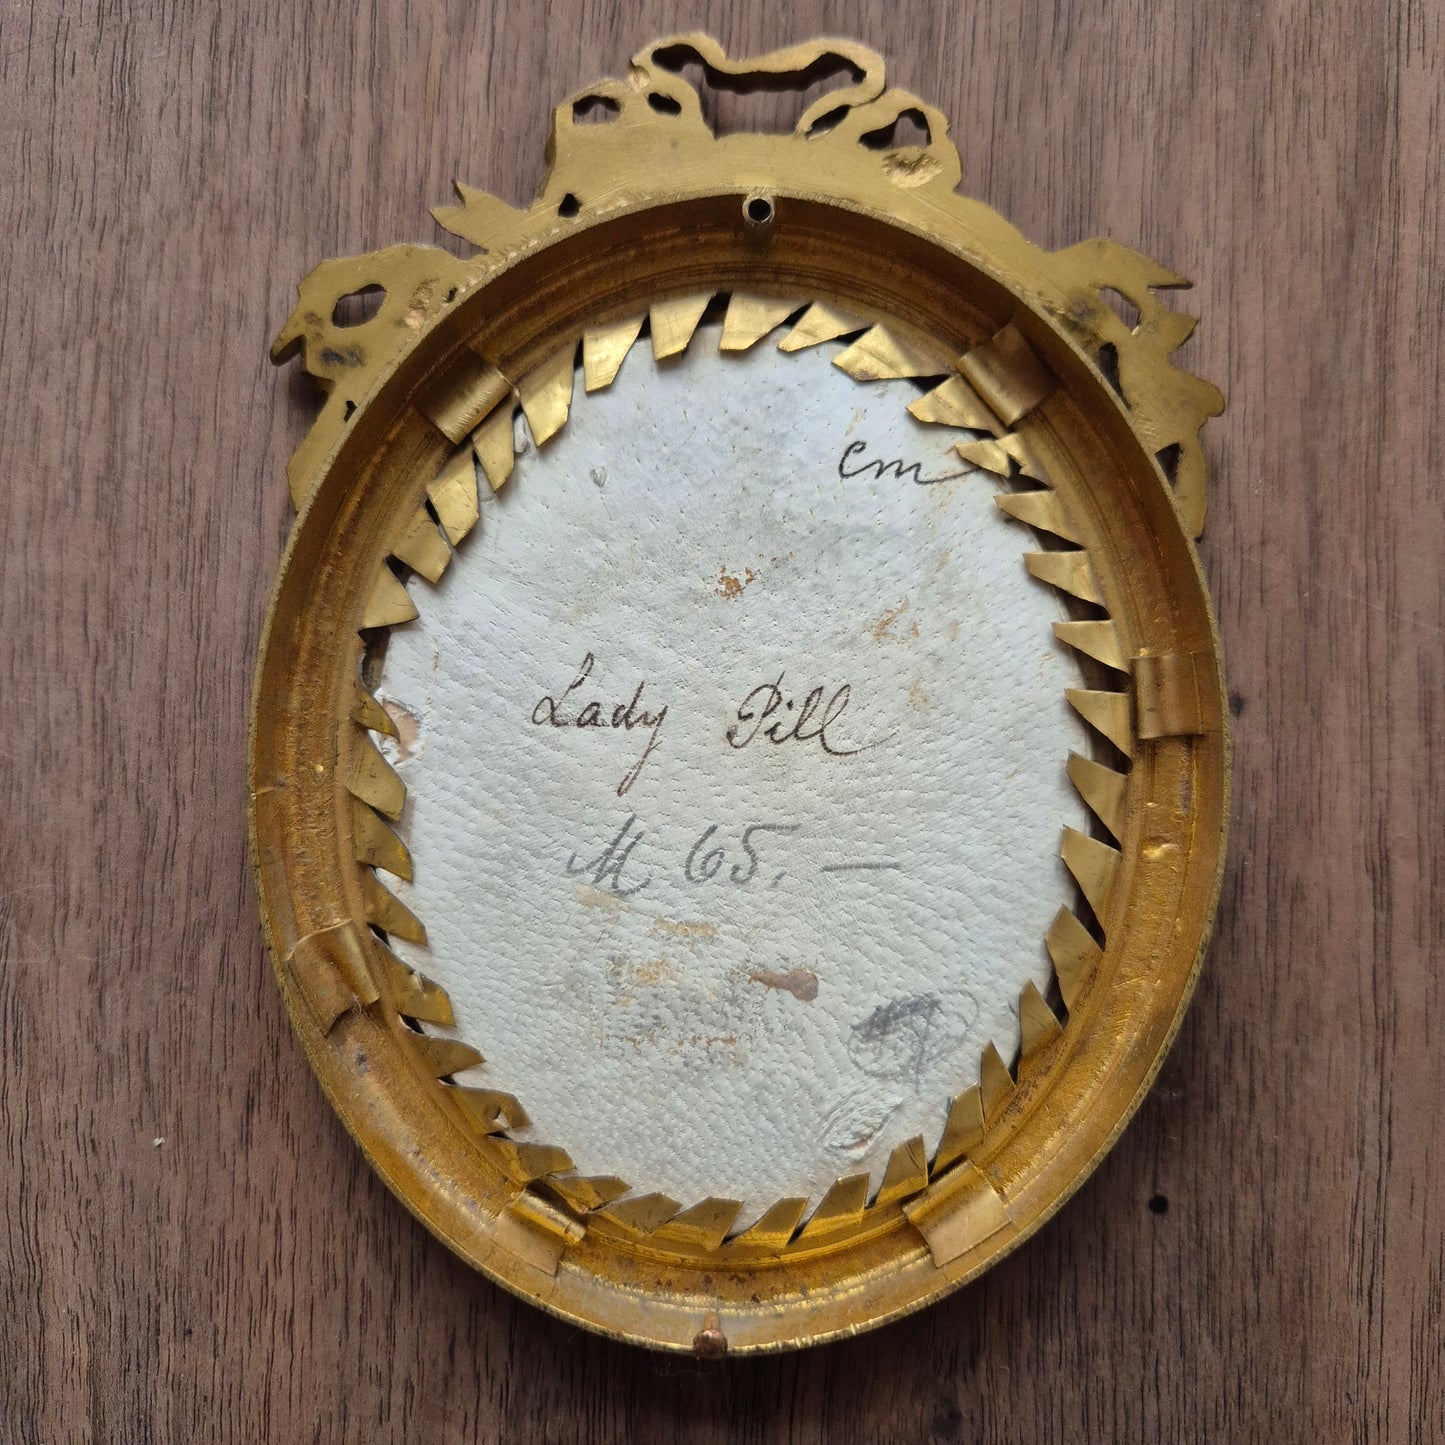 cm
Lady Pill
M 65. —